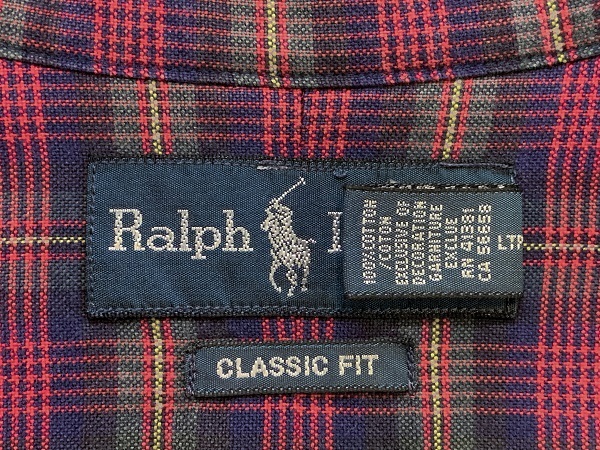 Ralph L
100% COTTON
/COTON
EXCLUSIVE OF
DECORATION
GARNITURE
EXCLUE
RN 41381
CA 56658
LTP
CLASSIC FIT